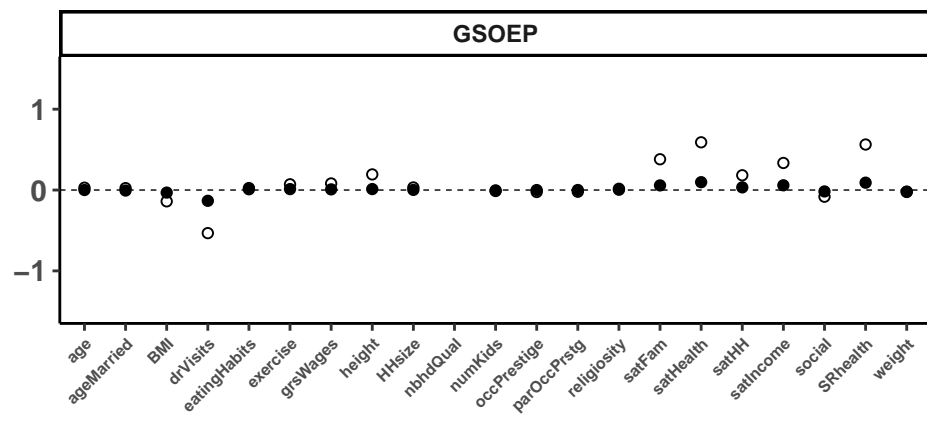 GSOEP
1
0
−1
age
ageMarried
BMI
drVisits
eatingHabits
exercise
grsWages
height
HHsize
nbhdQual
numKids
occPrestige
parOccPrstg
religiosity
satFam
satHealth
satHH
satIncome
social
SRhealth
weight